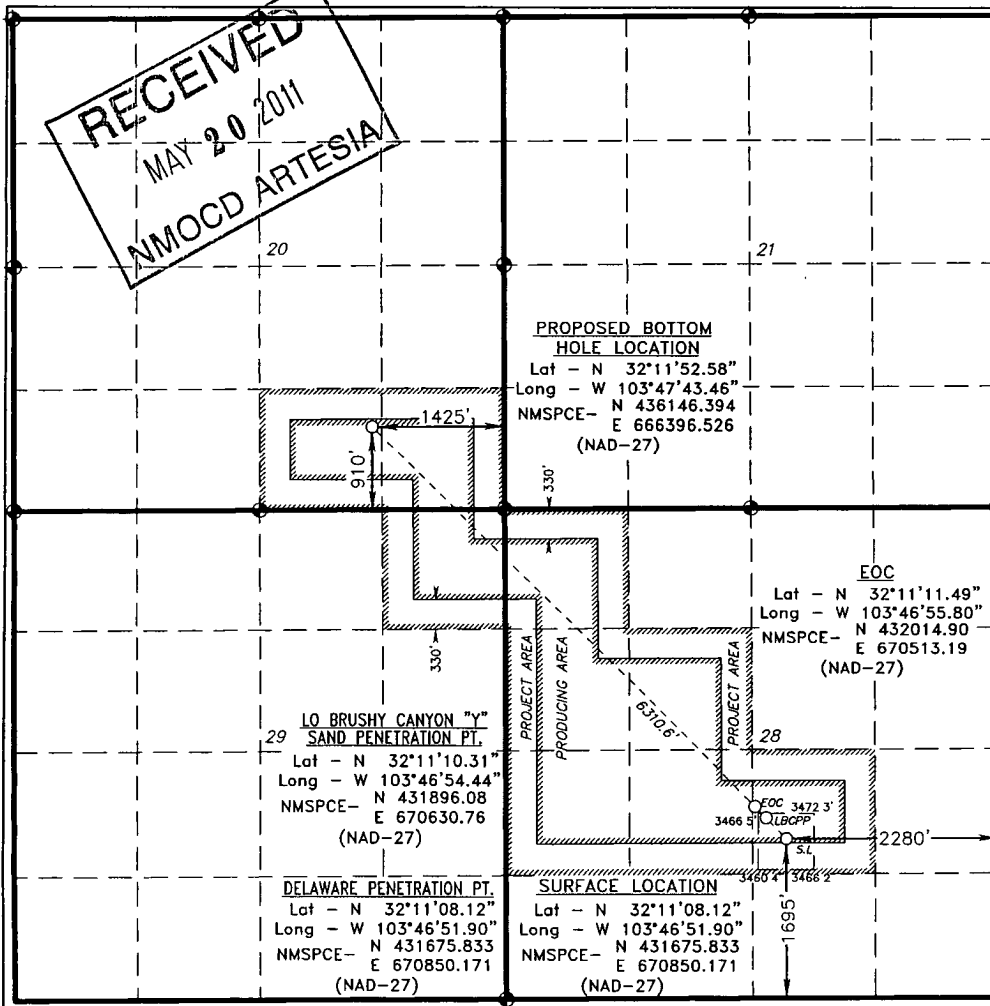 RECEIVED
MAY 20 2011
NMOCD ARTESIA
20
21
PROPOSED BOTTOM
HOLE LOCATION
Lat - N 32°11'52.58"
Long - W 103°47'43.46"
NMSPCE- N 436146.394
E 666396.526
(NAD-27)
1425'
910'
330'
EOC
Lat - N 32°11'11.49"
Long - W 103°46'55.80"
NMSPCE- N 432014.90
E 670513.19
(NAD-27)
330'
PROJECT AREA
PRODUCING AREA
6310.6'
PROJECT AREA
LO BRUSHY CANYON "Y"
SAND PENETRATION PT.
29
28
Lat - N 32°11'10.31"
Long - W 103°46'54.44"
NMSPCE- N 431896.08
E 670630.76
(NAD-27)
EOC 3472 3'
3466 5' LBCPP
2280'
S.L.
3460 4' 3466 2'
1695'
DELAWARE PENETRATION PT.
Lat - N 32°11'08.12"
Long - W 103°46'51.90"
NMSPCE- N 431675.833
E 670850.171
(NAD-27)
SURFACE LOCATION
Lat - N 32°11'08.12"
Long - W 103°46'51.90"
NMSPCE- N 431675.833
E 670850.171
(NAD-27)